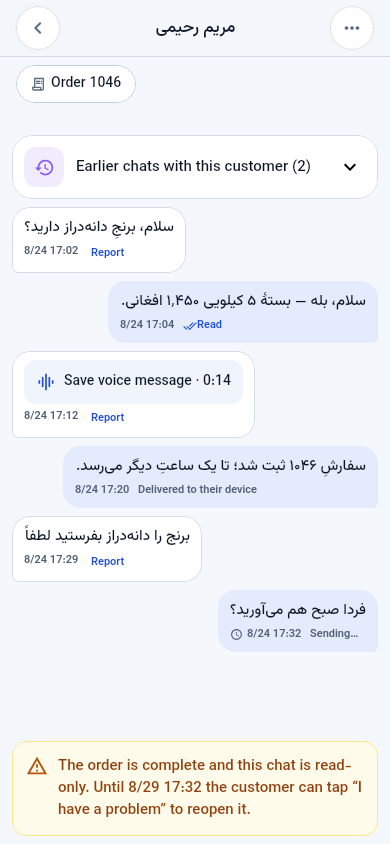 مریم رحیمی
Order 1046
Earlier chats with this customer (2)
سلام، برنجِ دانه‌دراز دارید؟
8/24 17:02 Report
سلام، بله — بستهٔ ۵ کیلویی ۱٬۴۵۰ افغانی.
8/24 17:04 Read
Save voice message · 0:14
8/24 17:12 Report
سفارشِ ۱۰۴۶ ثبت شد؛ تا یک ساعتِ دیگر می‌رسد.
8/24 17:20 Delivered to their device
برنج را دانه‌دراز بفرستید لطفاً
8/24 17:29 Report
فردا صبح هم می‌آورید؟
8/24 17:32 Sending…
The order is complete and this chat is read-
only. Until 8/29 17:32 the customer can tap “I
have a problem” to reopen it.